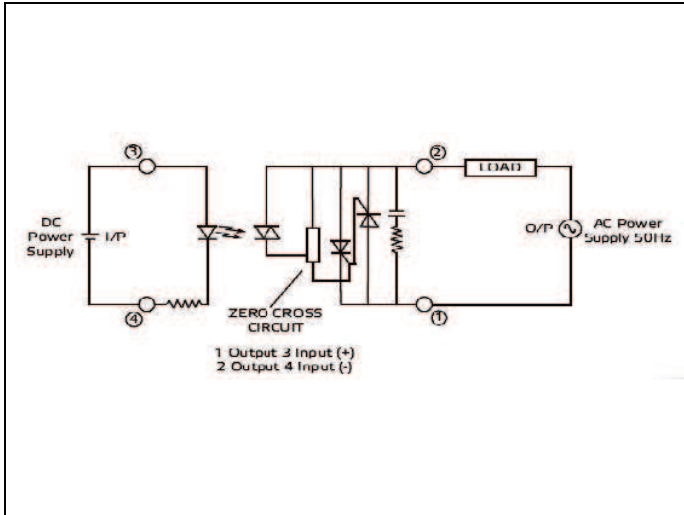 ③
②
LOAD
DC
Power
Supply
I/P
O/P
AC Power
Supply 50Hz
④
①
ZERO CROSS
CIRCUIT
1 Output 3 Input (+)
2 Output 4 Input (-)